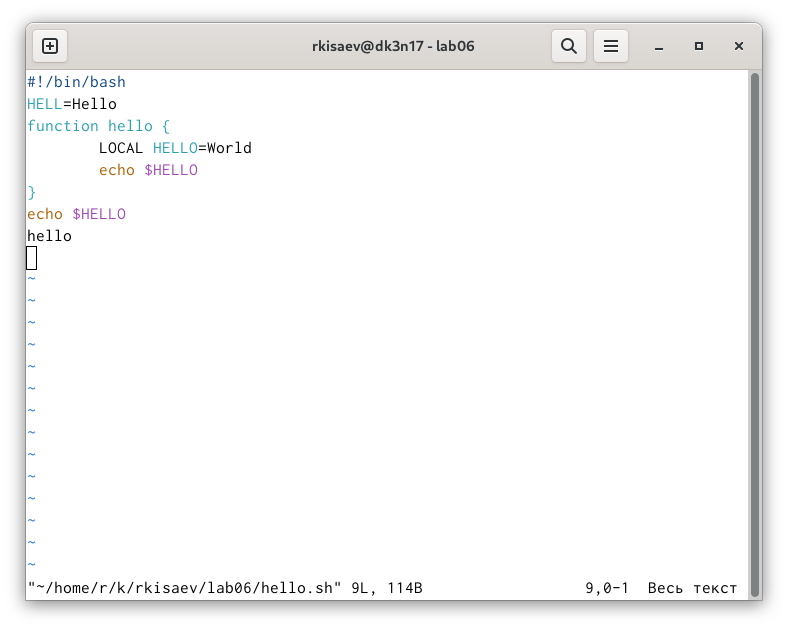 rkisaev@dk3n17 - lab06
#!/bin/bash
HELL=Hello
function hello {
        LOCAL HELLO=World
        echo $HELLO
}
echo $HELLO
hello
~
~
~
~
~
~
~
~
~
~
~
~
~
~
"~/home/r/k/rkisaev/lab06/hello.sh" 9L, 114B 9,0-1 Весь текст